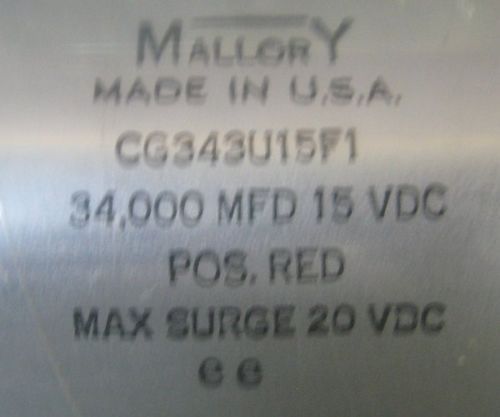 MALLORY
MADE IN U.S.A.
CG343U15F1
34,000 MFD 15 VDC
POS. RED
MAX SURGE 20 VDC